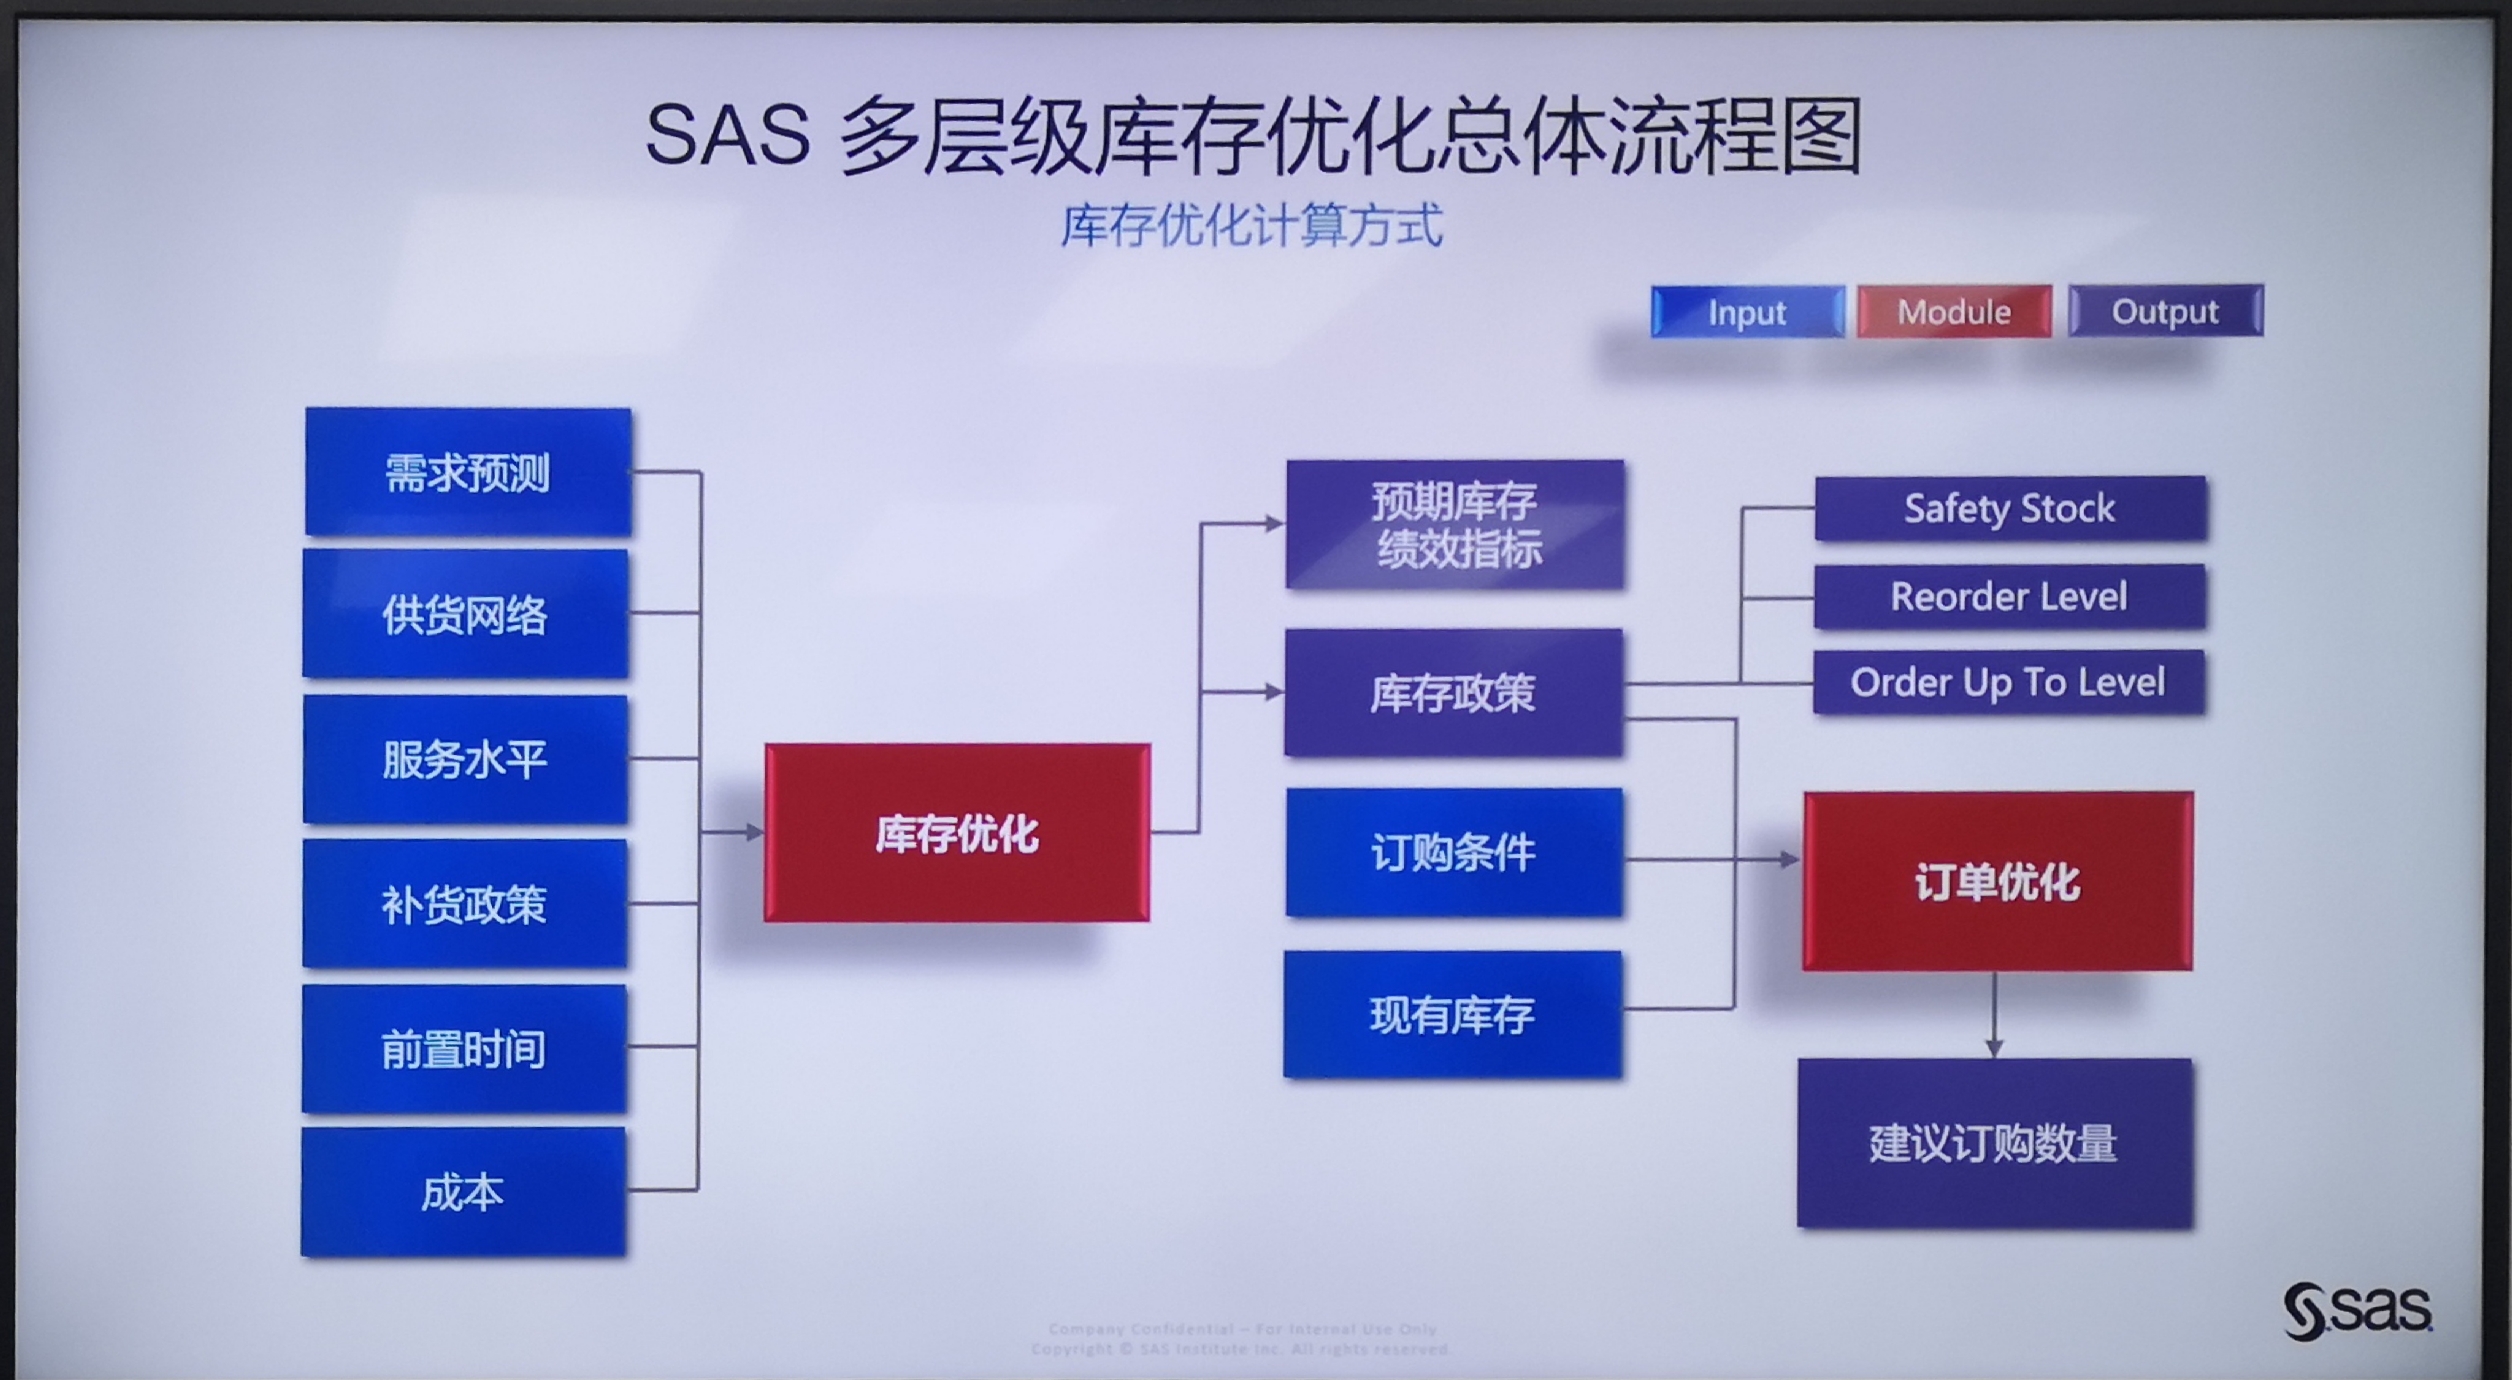 SAS 多层级库存优化总体流程图
库存优化计算方式
Input
Module
Output
需求预测
供货网络
服务水平
补货政策
前置时间
成本
库存优化
预期库存
绩效指标
库存政策
订购条件
现有库存
Safety Stock
Reorder Level
Order Up To Level
订单优化
建议订购数量
sas
Company Confidential – For Internal Use Only
Copyright © SAS Institute Inc. All rights reserved.